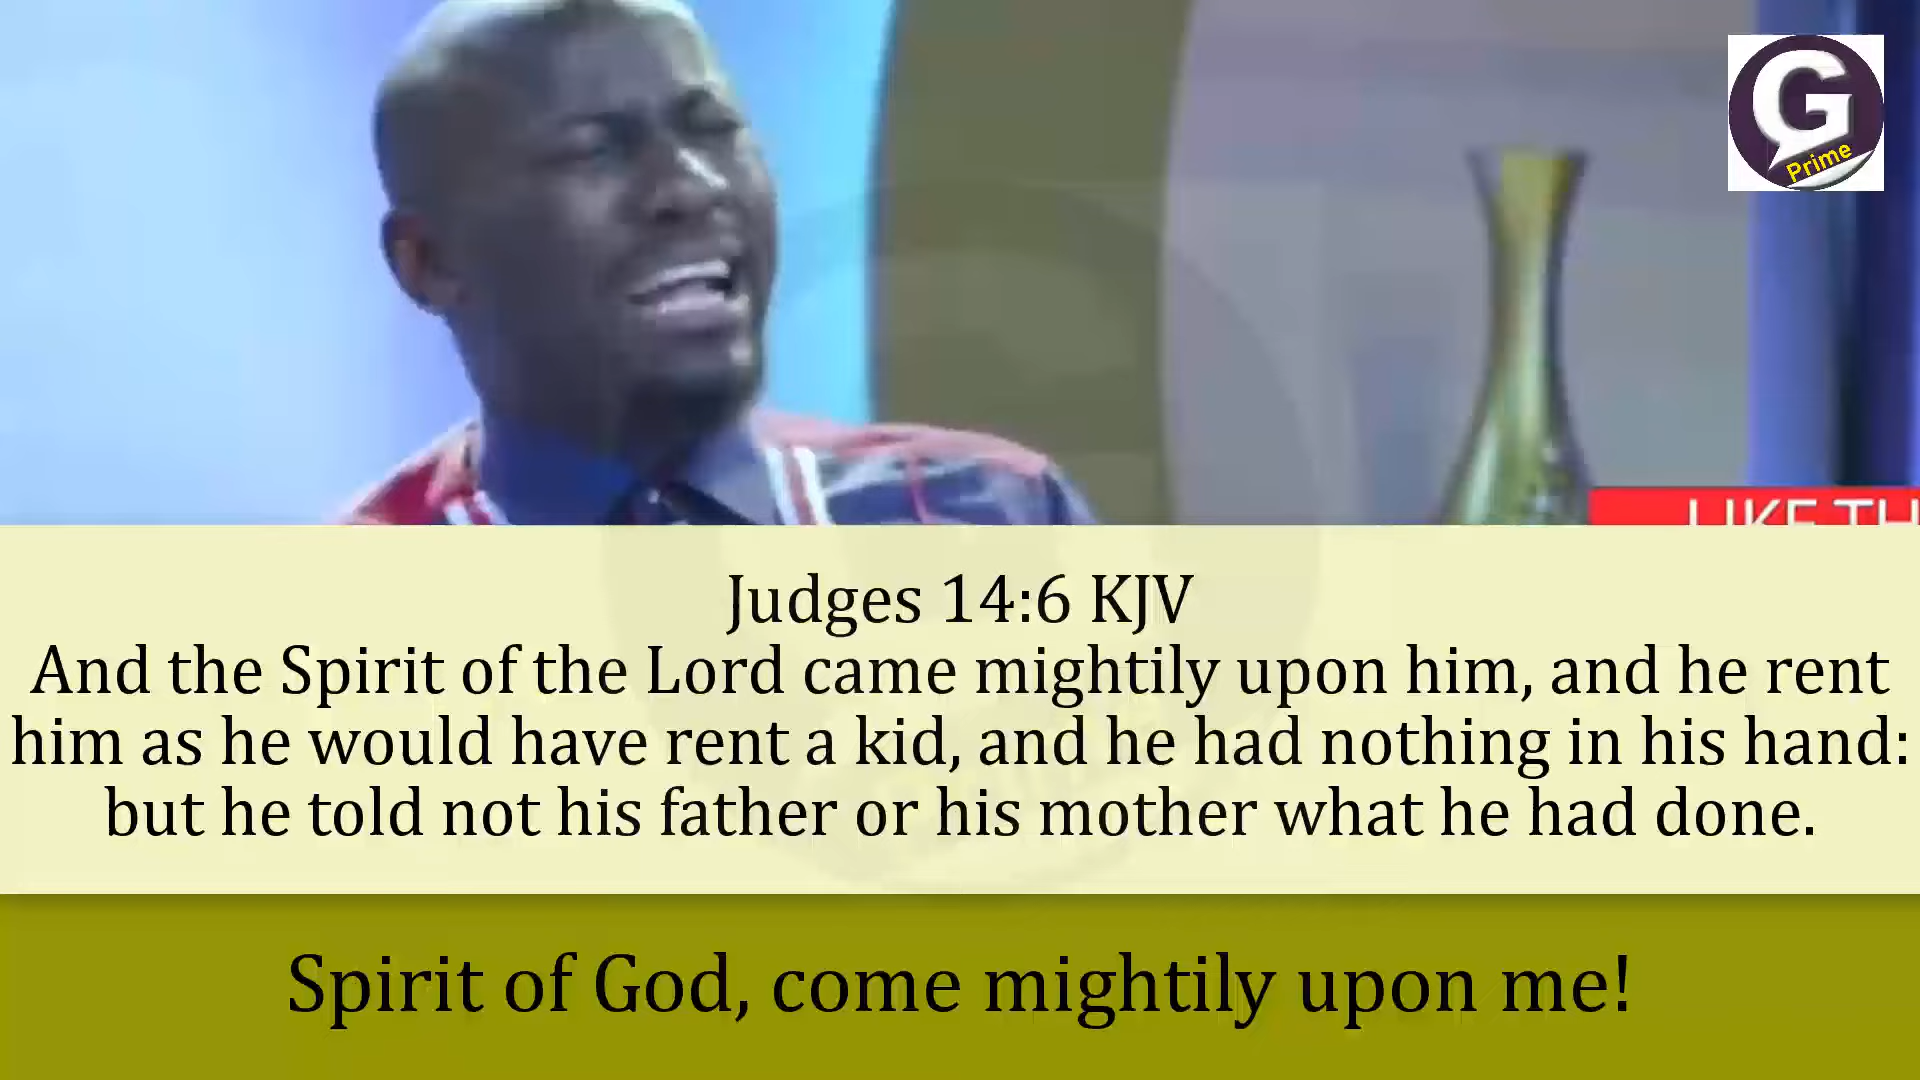 G
Prime
LIKE TH
Judges 14:6 KJV
And the Spirit of the Lord came mightily upon him, and he rent
him as he would have rent a kid, and he had nothing in his hand:
but he told not his father or his mother what he had done.
Spirit of God, come mightily upon me!